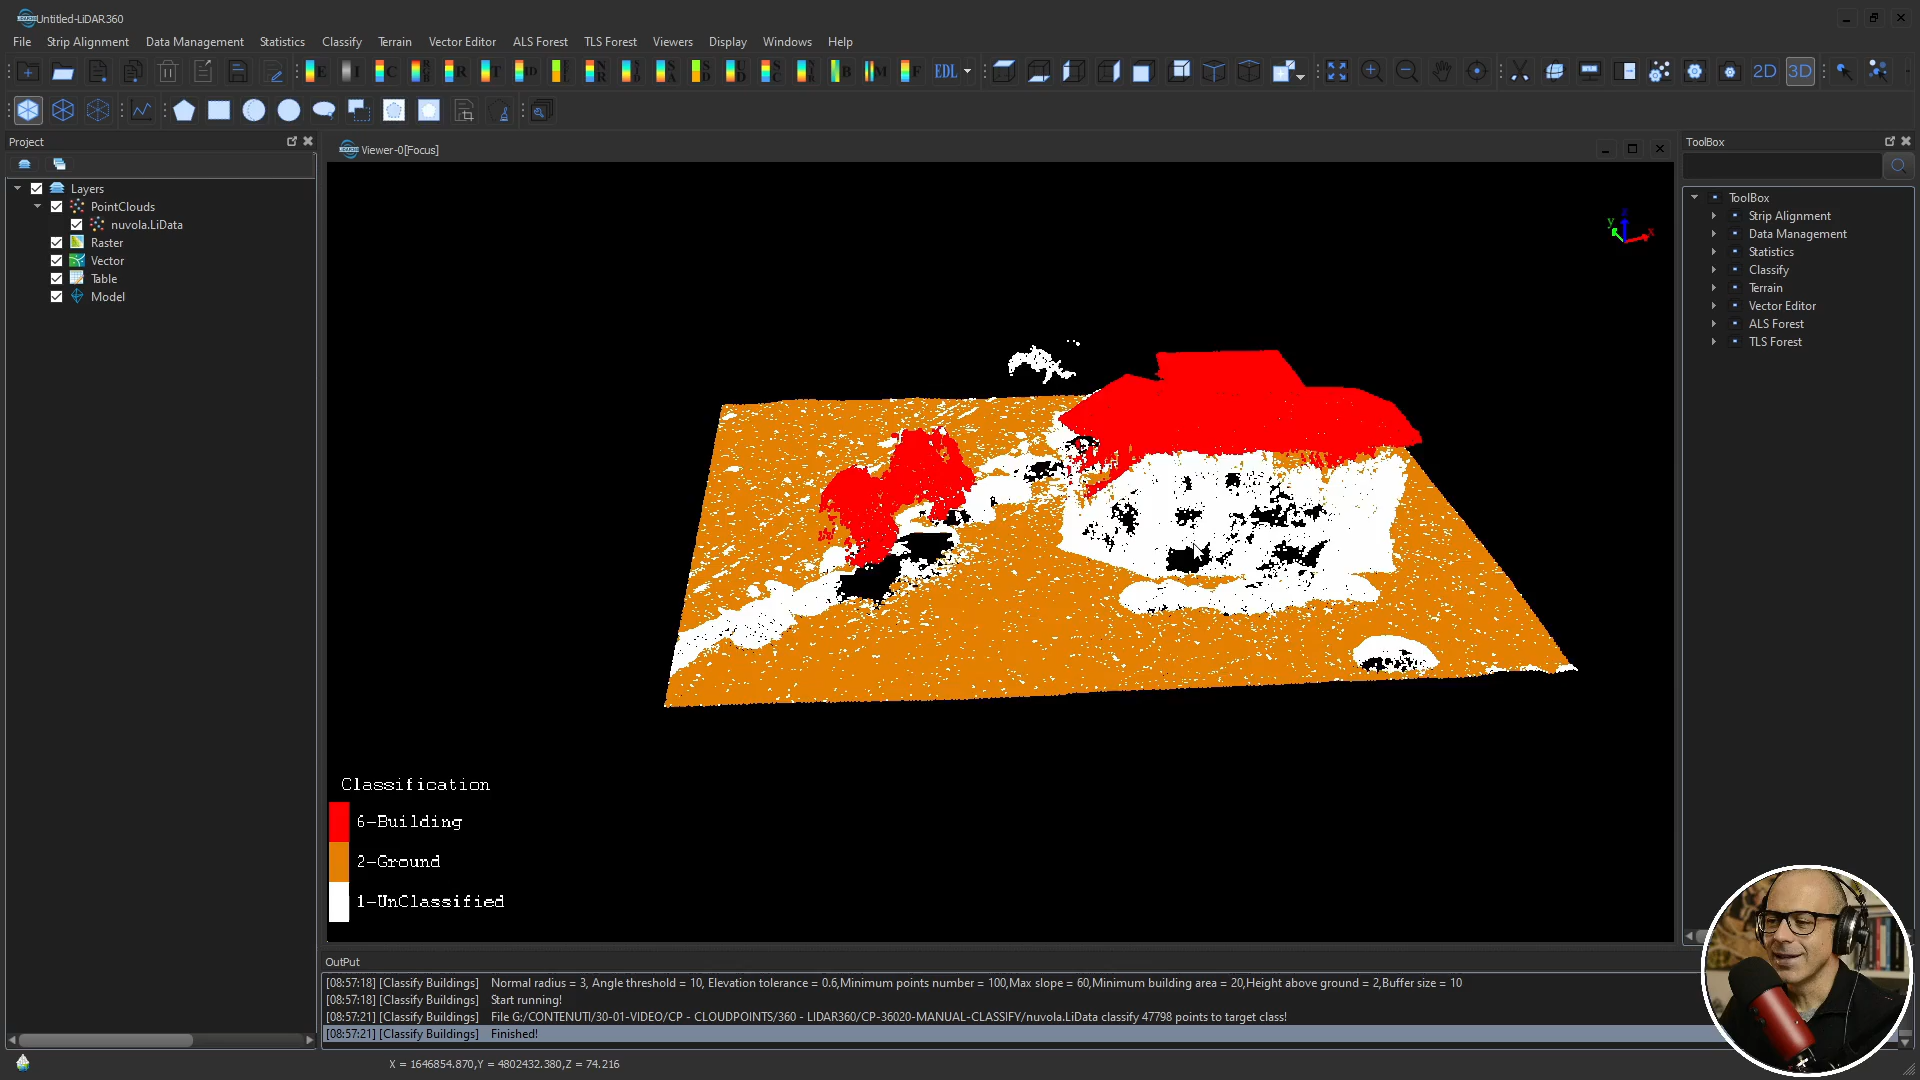 Untitled-LiDAR360
File Strip Alignment Data Management Statistics Classify Terrain Vector Editor ALS Forest TLS Forest Viewers Display Windows Help
EDL 2D 3D
Project
Viewer-0[Focus]
ToolBox
Layers
PointClouds
nuvola.LiData
Raster
Vector
Table
Model
ToolBox
Strip Alignment
Data Management
Statistics
Classify
Terrain
Vector Editor
ALS Forest
TLS Forest
Classification
6-Building
2-Ground
1-UnClassified
OutPut
[08:57:18] [Classify Buildings] Normal radius = 3, Angle threshold = 10, Elevation tolerance = 0.6,Minimum points number = 100,Max slope = 60,Minimum building area = 20,Height above ground = 2,Buffer size = 10
[08:57:18] [Classify Buildings] Start running!
[08:57:21] [Classify Buildings] File G:/CONTENUTI/30-01-VIDEO/CP - CLOUDPOINTS/360 - LIDAR360/CP-36020-MANUAL-CLASSIFY/nuvola.LiData classify 47798 points to target class!
[08:57:21] [Classify Buildings] Finished!
X = 1646854.870,Y = 4802432.380,Z = 74.216